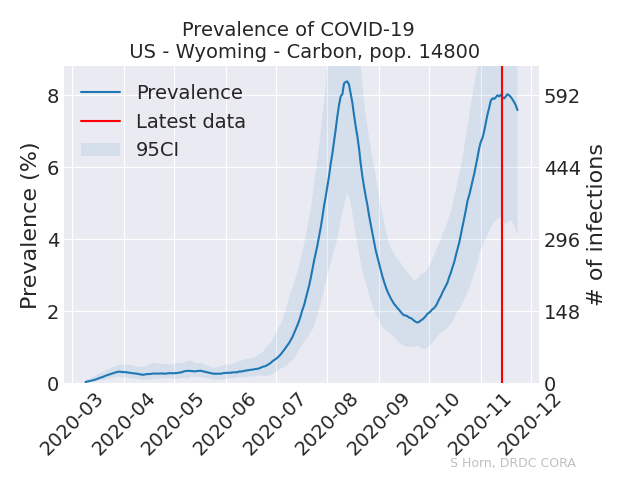 Prevalence of COVID-19
US - Wyoming - Carbon, pop. 14800
Prevalence
Latest data
95CI
Prevalence (%)
8
6
4
2
0
592
444
296
148
0
# of infections
2020-03
2020-04
2020-05
2020-06
2020-07
2020-08
2020-09
2020-10
2020-11
2020-12
S Horn, DRDC CORA